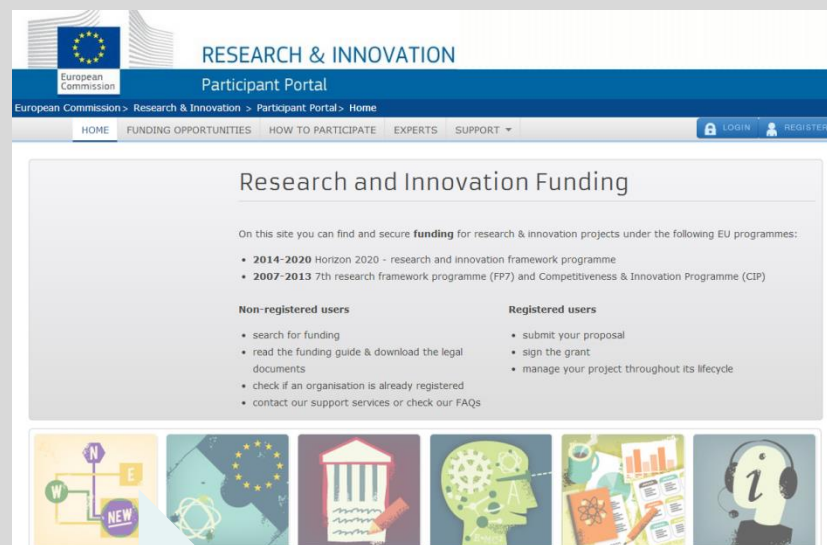 European
Commission
RESEARCH & INNOVATION
Participant Portal
European Commission > Research & Innovation > Participant Portal > Home
HOME FUNDING OPPORTUNITIES HOW TO PARTICIPATE EXPERTS SUPPORT LOGIN REGISTER
Research and Innovation Funding
On this site you can find and secure funding for research & innovation projects under the following EU programmes:
• 2014-2020 Horizon 2020 - research and innovation framework programme
• 2007-2013 7th research framework programme (FP7) and Competitiveness & Innovation Programme (CIP)
Non-registered users
• search for funding
• read the funding guide & download the legal
documents
• check if an organisation is already registered
• contact our support services or check our FAQs
Registered users
• submit your proposal
• sign the grant
• manage your project throughout its lifecycle
N
E
W
NEW
A
i